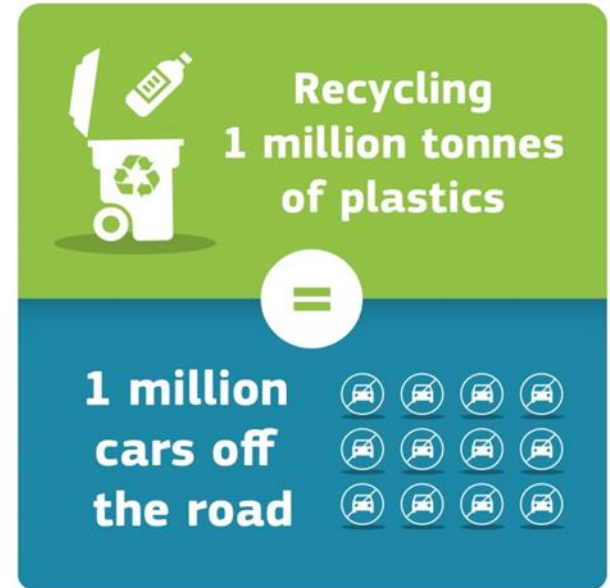 Recycling
1 million tonnes
of plastics
=
1 million
cars off
the road